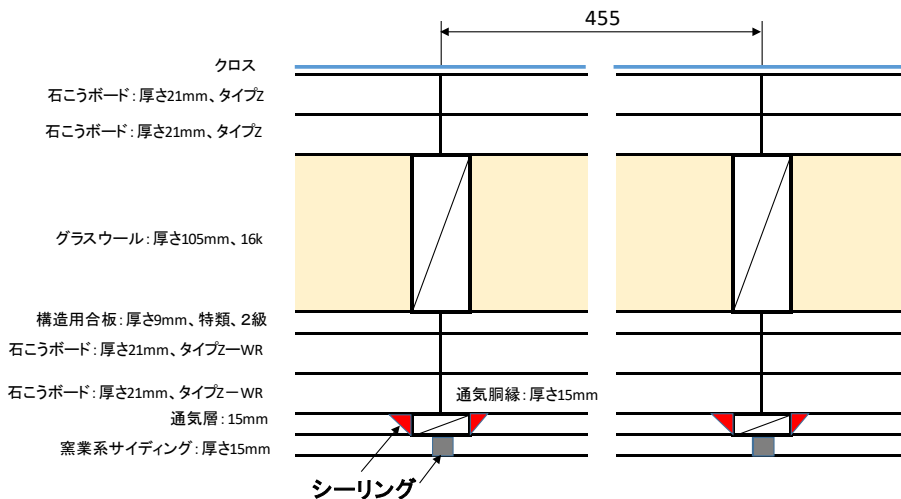 455
クロス
石こうボード：厚さ21mm、タイプZ
石こうボード：厚さ21mm、タイプZ
グラスウール：厚さ105mm、16k
構造用合板：厚さ9mm、特類、２級
石こうボード：厚さ21mm、タイプZーWR
石こうボード：厚さ21mm、タイプZ－WR
通気胴縁：厚さ15mm
通気層：15mm
窯業系サイディング：厚さ15mm
シーリング